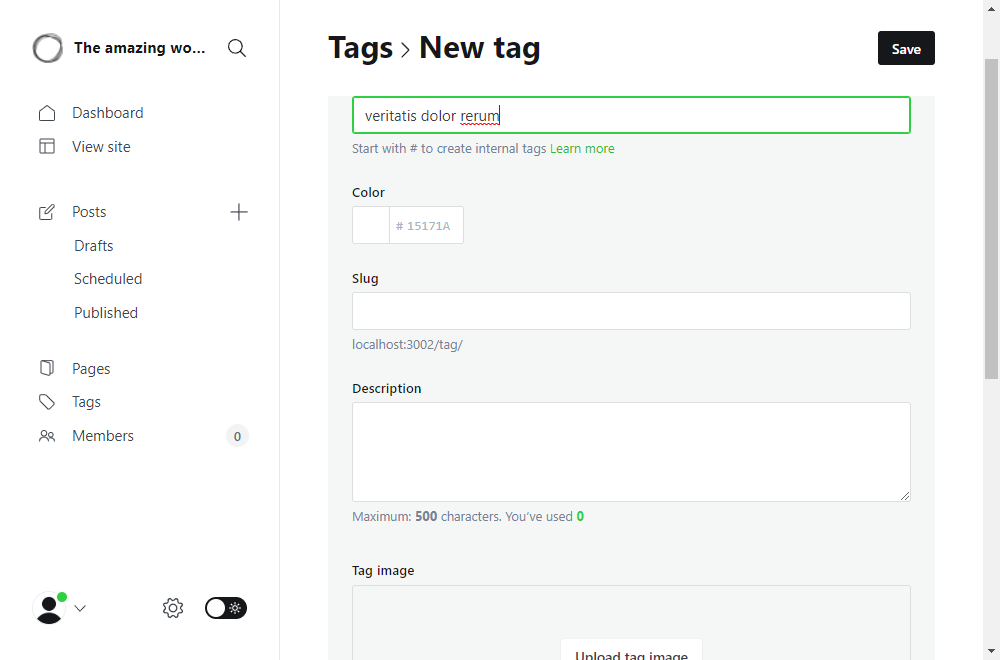 The amazing wo...
Dashboard
View site
Posts
Drafts
Scheduled
Published
Pages
Tags
Members
0
Tags > New tag
Save
veritatis dolor rerum
Start with # to create internal tags Learn more
Color
# 15171A
Slug
localhost:3002/tag/
Description
Maximum: 500 characters. You've used 0
Tag image
Upload tag image